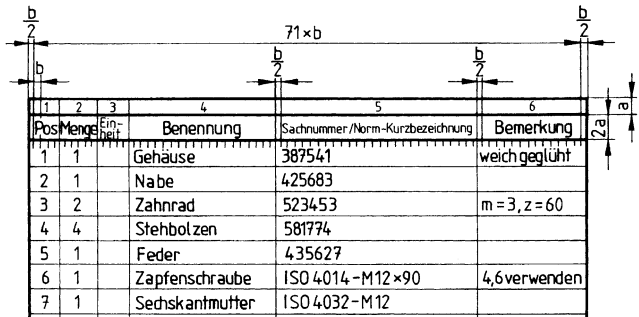 b/2 71×b b/2
b b/2 b/2
1 2 3 4 5 6 a
Pos Menge Ein- Benennung Sachnummer/Norm-Kurzbezeichnung Bemerkung 2a
heit
1 1 Gehäuse 387541 weich geglüht
2 1 Nabe 425683
3 2 Zahnrad 523453 m=3, z=60
4 4 Stehbolzen 581774
5 1 Feder 435627
6 1 Zapfenschraube ISO 4014-M12×90 4,6 verwenden
7 1 Sechskantmutter ISO 4032-M12